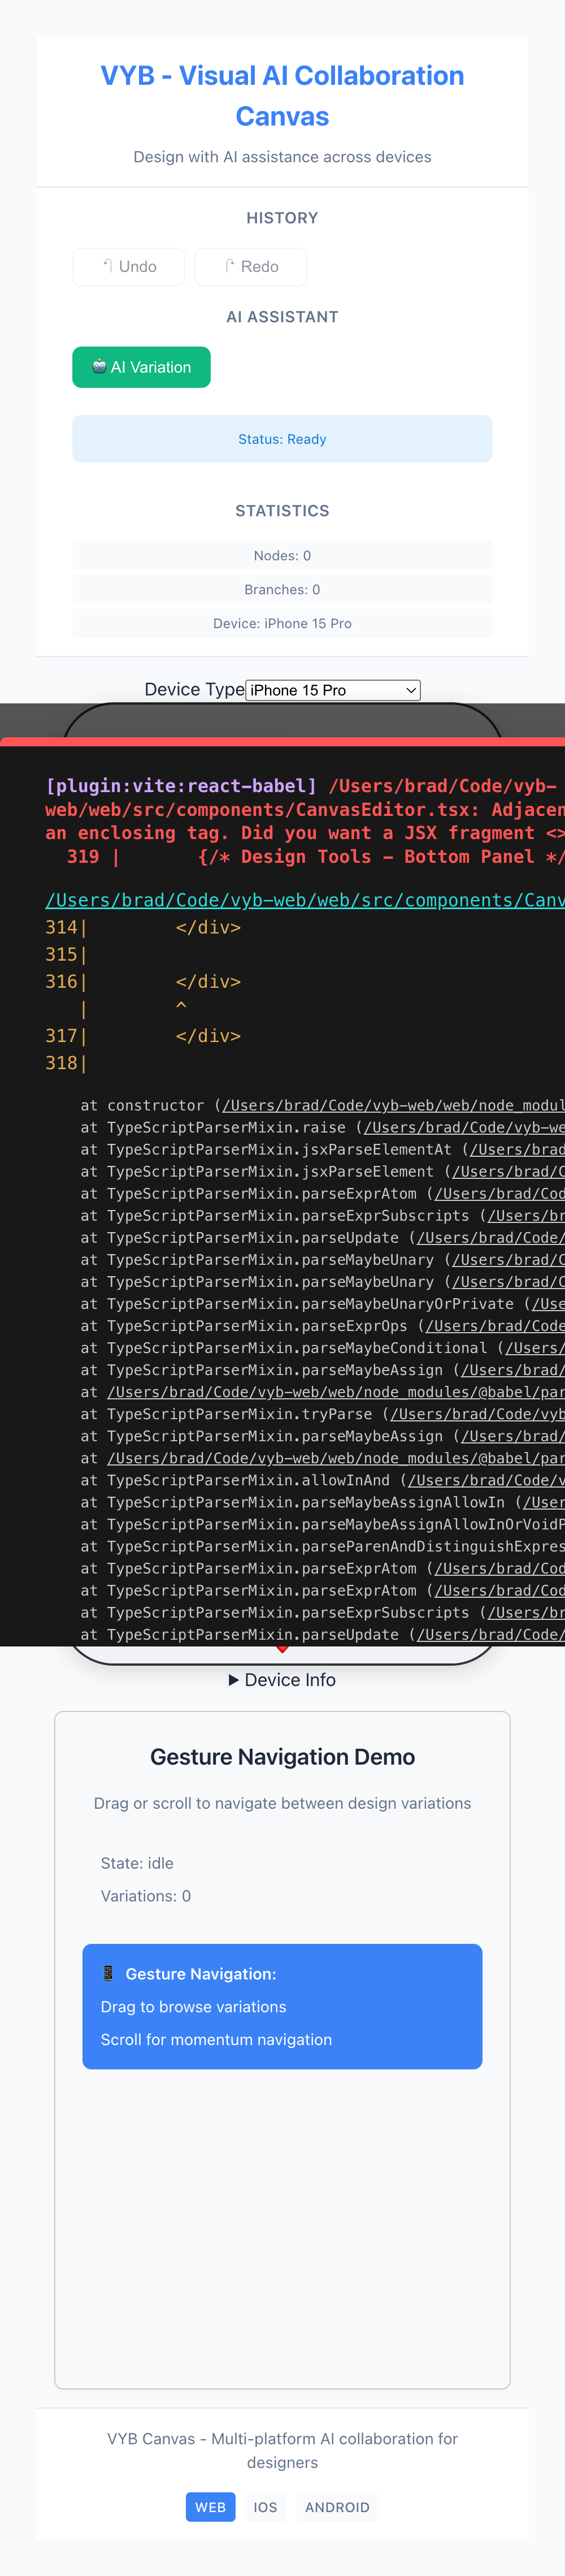 VYB - Visual AI Collaboration
Canvas
Design with AI assistance across devices
HISTORY
Undo
Redo
AI ASSISTANT
🤖 AI Variation
Status: Ready
STATISTICS
Nodes: 0
Branches: 0
Device: iPhone 15 Pro
Device Type iPhone 15 Pro
[plugin:vite:react-babel] /Users/brad/Code/vyb-
web/web/src/components/CanvasEditor.tsx: Adjacen
an enclosing tag. Did you want a JSX fragment <>
319 | {/* Design Tools - Bottom Panel */
/Users/brad/Code/vyb-web/web/src/components/Canv
314| </div>
315|
316| </div>
| ^
317| </div>
318|
at constructor (/Users/brad/Code/vyb-web/web/node_modul
at TypeScriptParserMixin.raise (/Users/brad/Code/vyb-we
at TypeScriptParserMixin.jsxParseElementAt (/Users/brad
at TypeScriptParserMixin.jsxParseElement (/Users/brad/C
at TypeScriptParserMixin.parseExprAtom (/Users/brad/Cod
at TypeScriptParserMixin.parseExprSubscripts (/Users/br
at TypeScriptParserMixin.parseUpdate (/Users/brad/Code/
at TypeScriptParserMixin.parseMaybeUnary (/Users/brad/C
at TypeScriptParserMixin.parseMaybeUnary (/Users/brad/C
at TypeScriptParserMixin.parseMaybeUnaryOrPrivate (/Use
at TypeScriptParserMixin.parseExprOps (/Users/brad/Code
at TypeScriptParserMixin.parseMaybeConditional (/Users/
at TypeScriptParserMixin.parseMaybeAssign (/Users/brad/
at /Users/brad/Code/vyb-web/web/node_modules/@babel/par
at TypeScriptParserMixin.tryParse (/Users/brad/Code/vyb
at TypeScriptParserMixin.parseMaybeAssign (/Users/brad/
at /Users/brad/Code/vyb-web/web/node_modules/@babel/par
at TypeScriptParserMixin.allowInAnd (/Users/brad/Code/v
at TypeScriptParserMixin.parseMaybeAssignAllowIn (/User
at TypeScriptParserMixin.parseMaybeAssignAllowInOrVoidP
at TypeScriptParserMixin.parseParenAndDistinguishExpres
at TypeScriptParserMixin.parseExprAtom (/Users/brad/Cod
at TypeScriptParserMixin.parseExprAtom (/Users/brad/Cod
at TypeScriptParserMixin.parseExprSubscripts (/Users/br
at TypeScriptParserMixin.parseUpdate (/Users/brad/Code/
▶ Device Info
Gesture Navigation Demo
Drag or scroll to navigate between design variations
State: idle
Variations: 0
📱 Gesture Navigation:
Drag to browse variations
Scroll for momentum navigation
VYB Canvas - Multi-platform AI collaboration for
designers
WEB
IOS
ANDROID